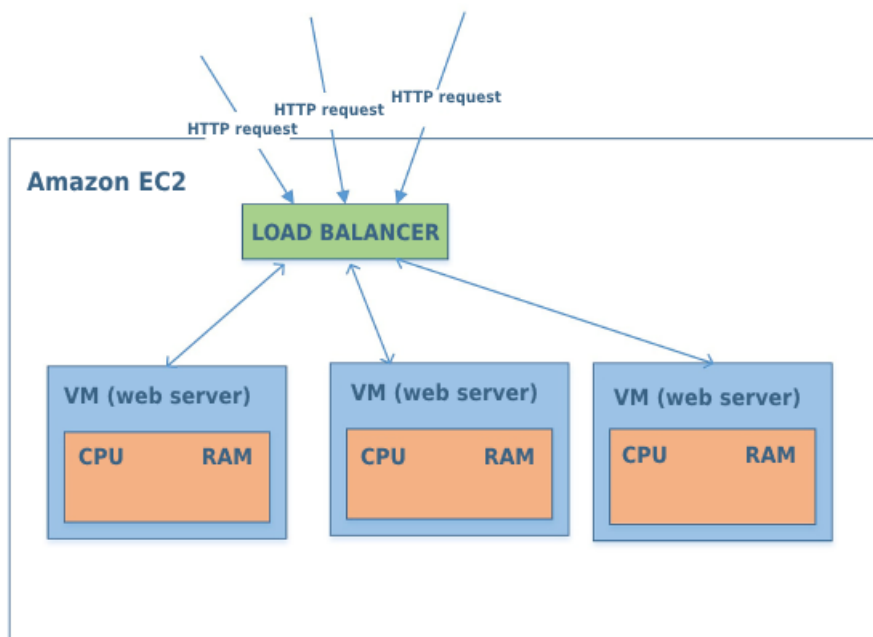 HTTP request
HTTP request
HTTP request
Amazon EC2
LOAD BALANCER
VM (web server)
CPU RAM
VM (web server)
CPU RAM
VM (web server)
CPU RAM